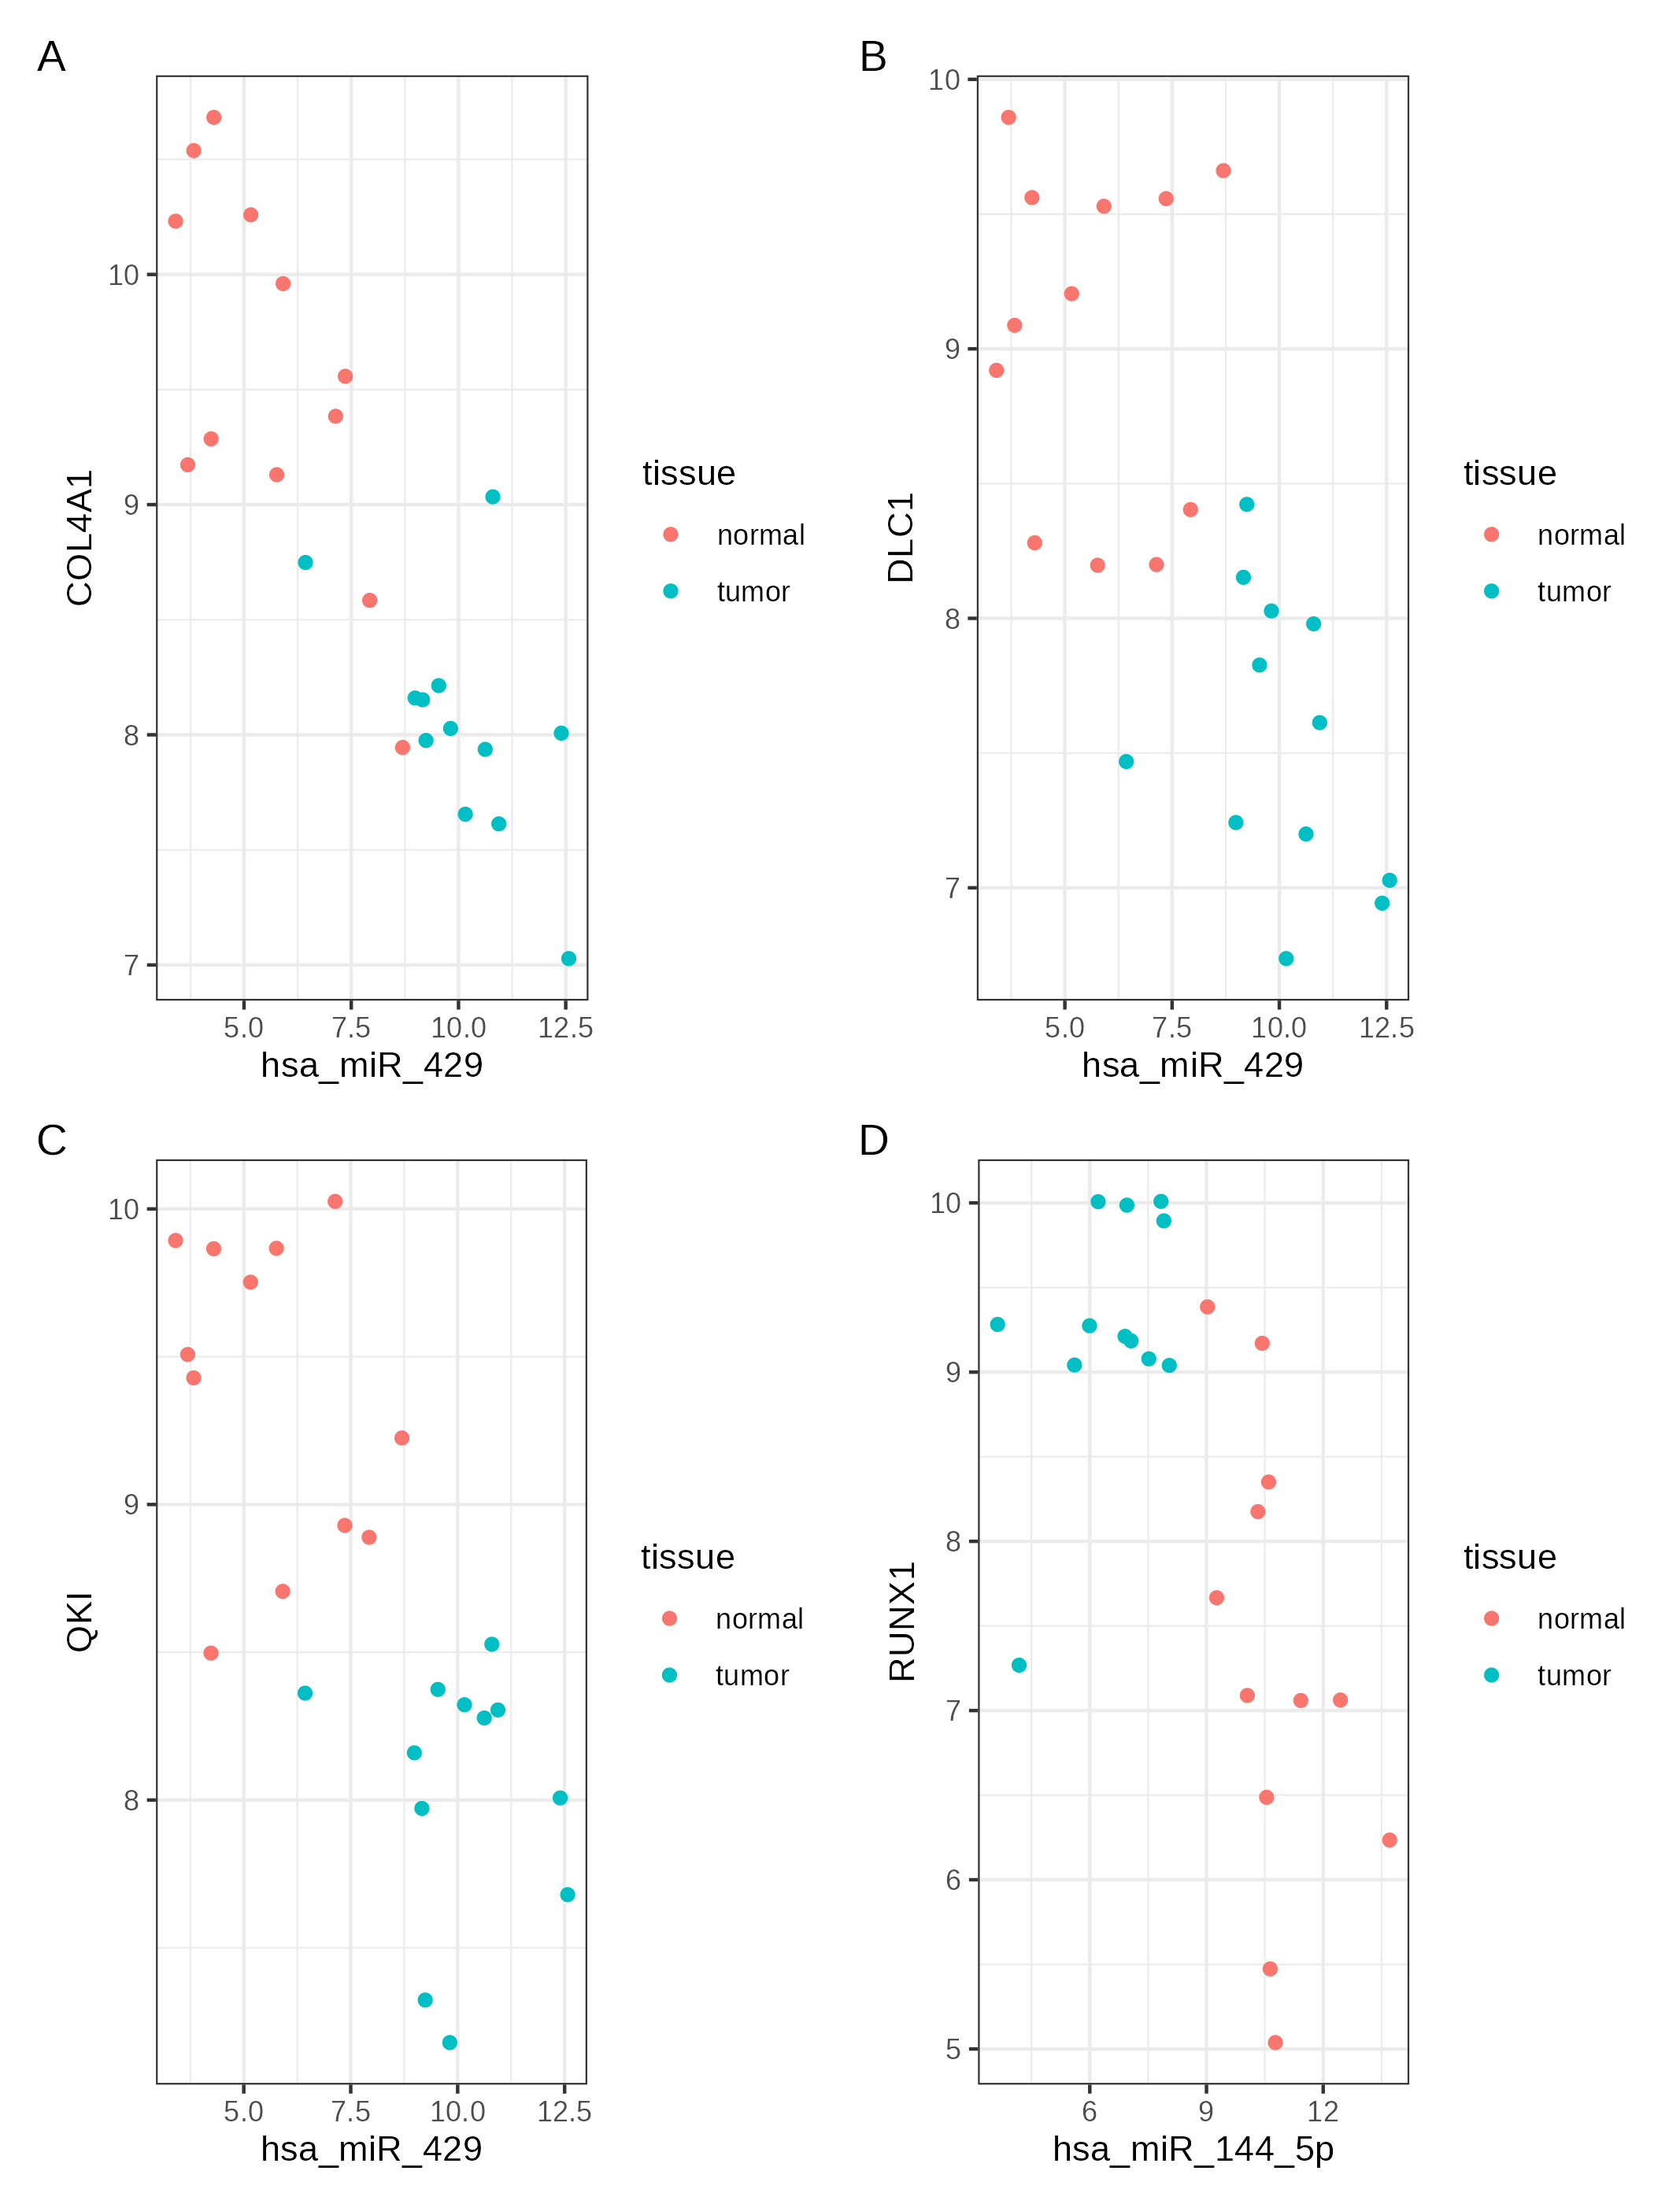 A
COL4A1
10
9
8
7
5.0 7.5 10.0 12.5
hsa_miR_429
tissue
normal
tumor
B
DLC1
10
9
8
7
5.0 7.5 10.0 12.5
hsa_miR_429
tissue
normal
tumor
C
QKI
10
9
8
5.0 7.5 10.0 12.5
hsa_miR_429
tissue
normal
tumor
D
RUNX1
10
9
8
7
6
5
6 9 12
hsa_miR_144_5p
tissue
normal
tumor